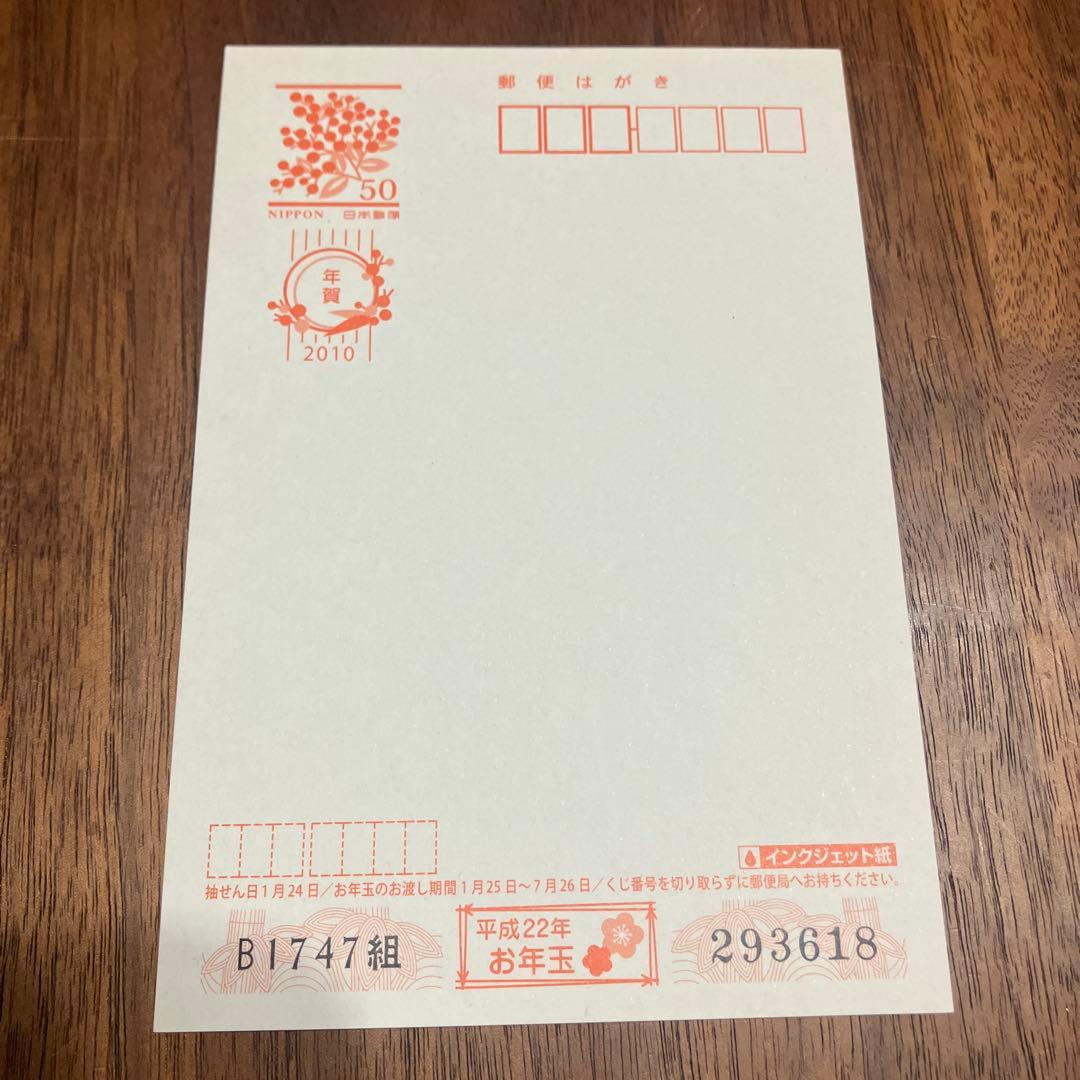 郵便はがき
50
NIPPON 日本郵便
年賀
2010
インクジェット紙
抽せん日1月24日/お年玉のお渡し期間1月25日~7月26日/くじ番号を切り取らずに郵便局へお持ちください。
B1747組
平成22年
お年玉
293618